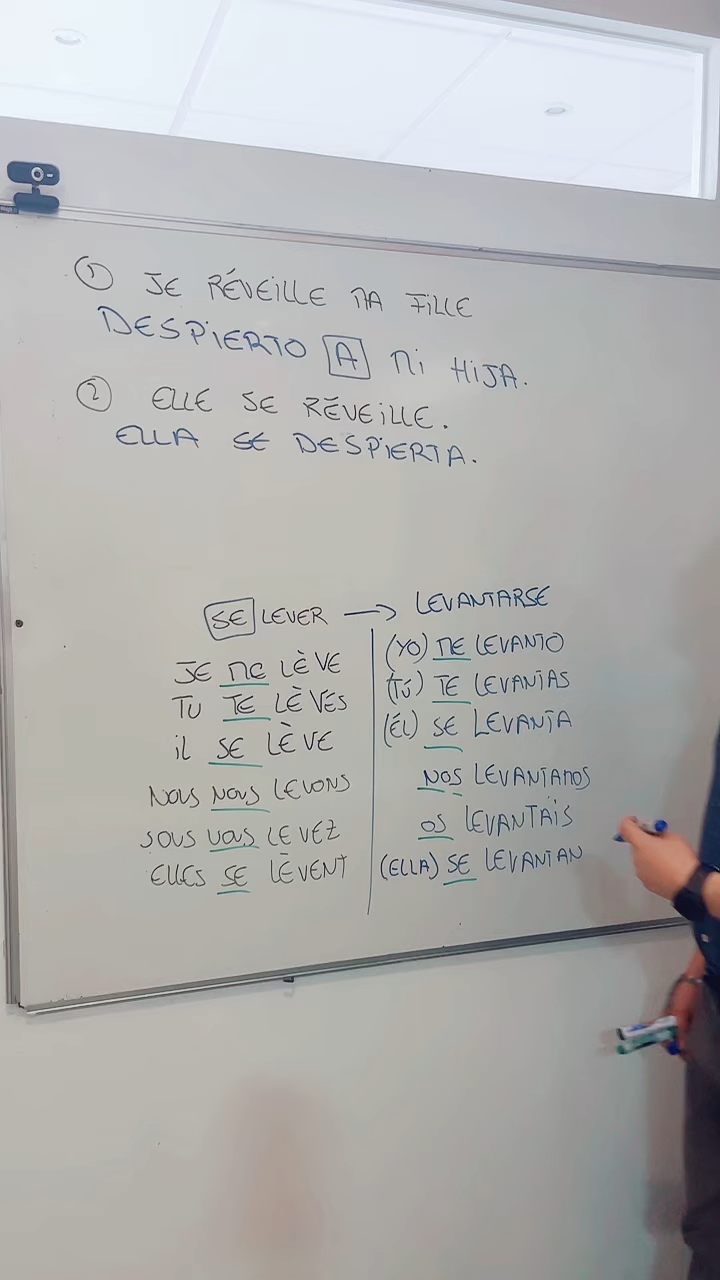 ① JE RÉVEILLE MA FILLE
DESPIERTO A MI HIJA.
② ELLE SE RÉVEILLE.
ELLA SE DESPIERTA.
SE LEVER → LEVANTARSE
JE ME LÈVE
TU TE LÈVES
IL SE LÈVE
NOUS NOUS LEVONS
VOUS VOUS LEVEZ
ELLES SE LÈVENT
(YO) ME LEVANTO
(TÚ) TE LEVANTAS
(ÉL) SE LEVANTA
NOS LEVANTAMOS
OS LEVANTÁIS
(ELLA) SE LEVANTAN